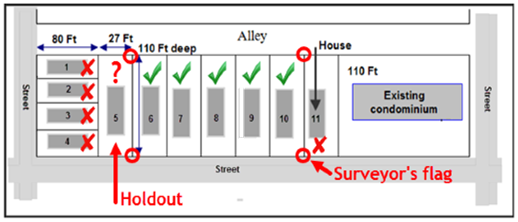 80 Ft
27 Ft
Alley
House
110 Ft deep
?
110 Ft
1
2
3
4
5
6
7
8
9
10
11
Existing
condominium
Street
Street
Street
Surveyor's flag
Holdout